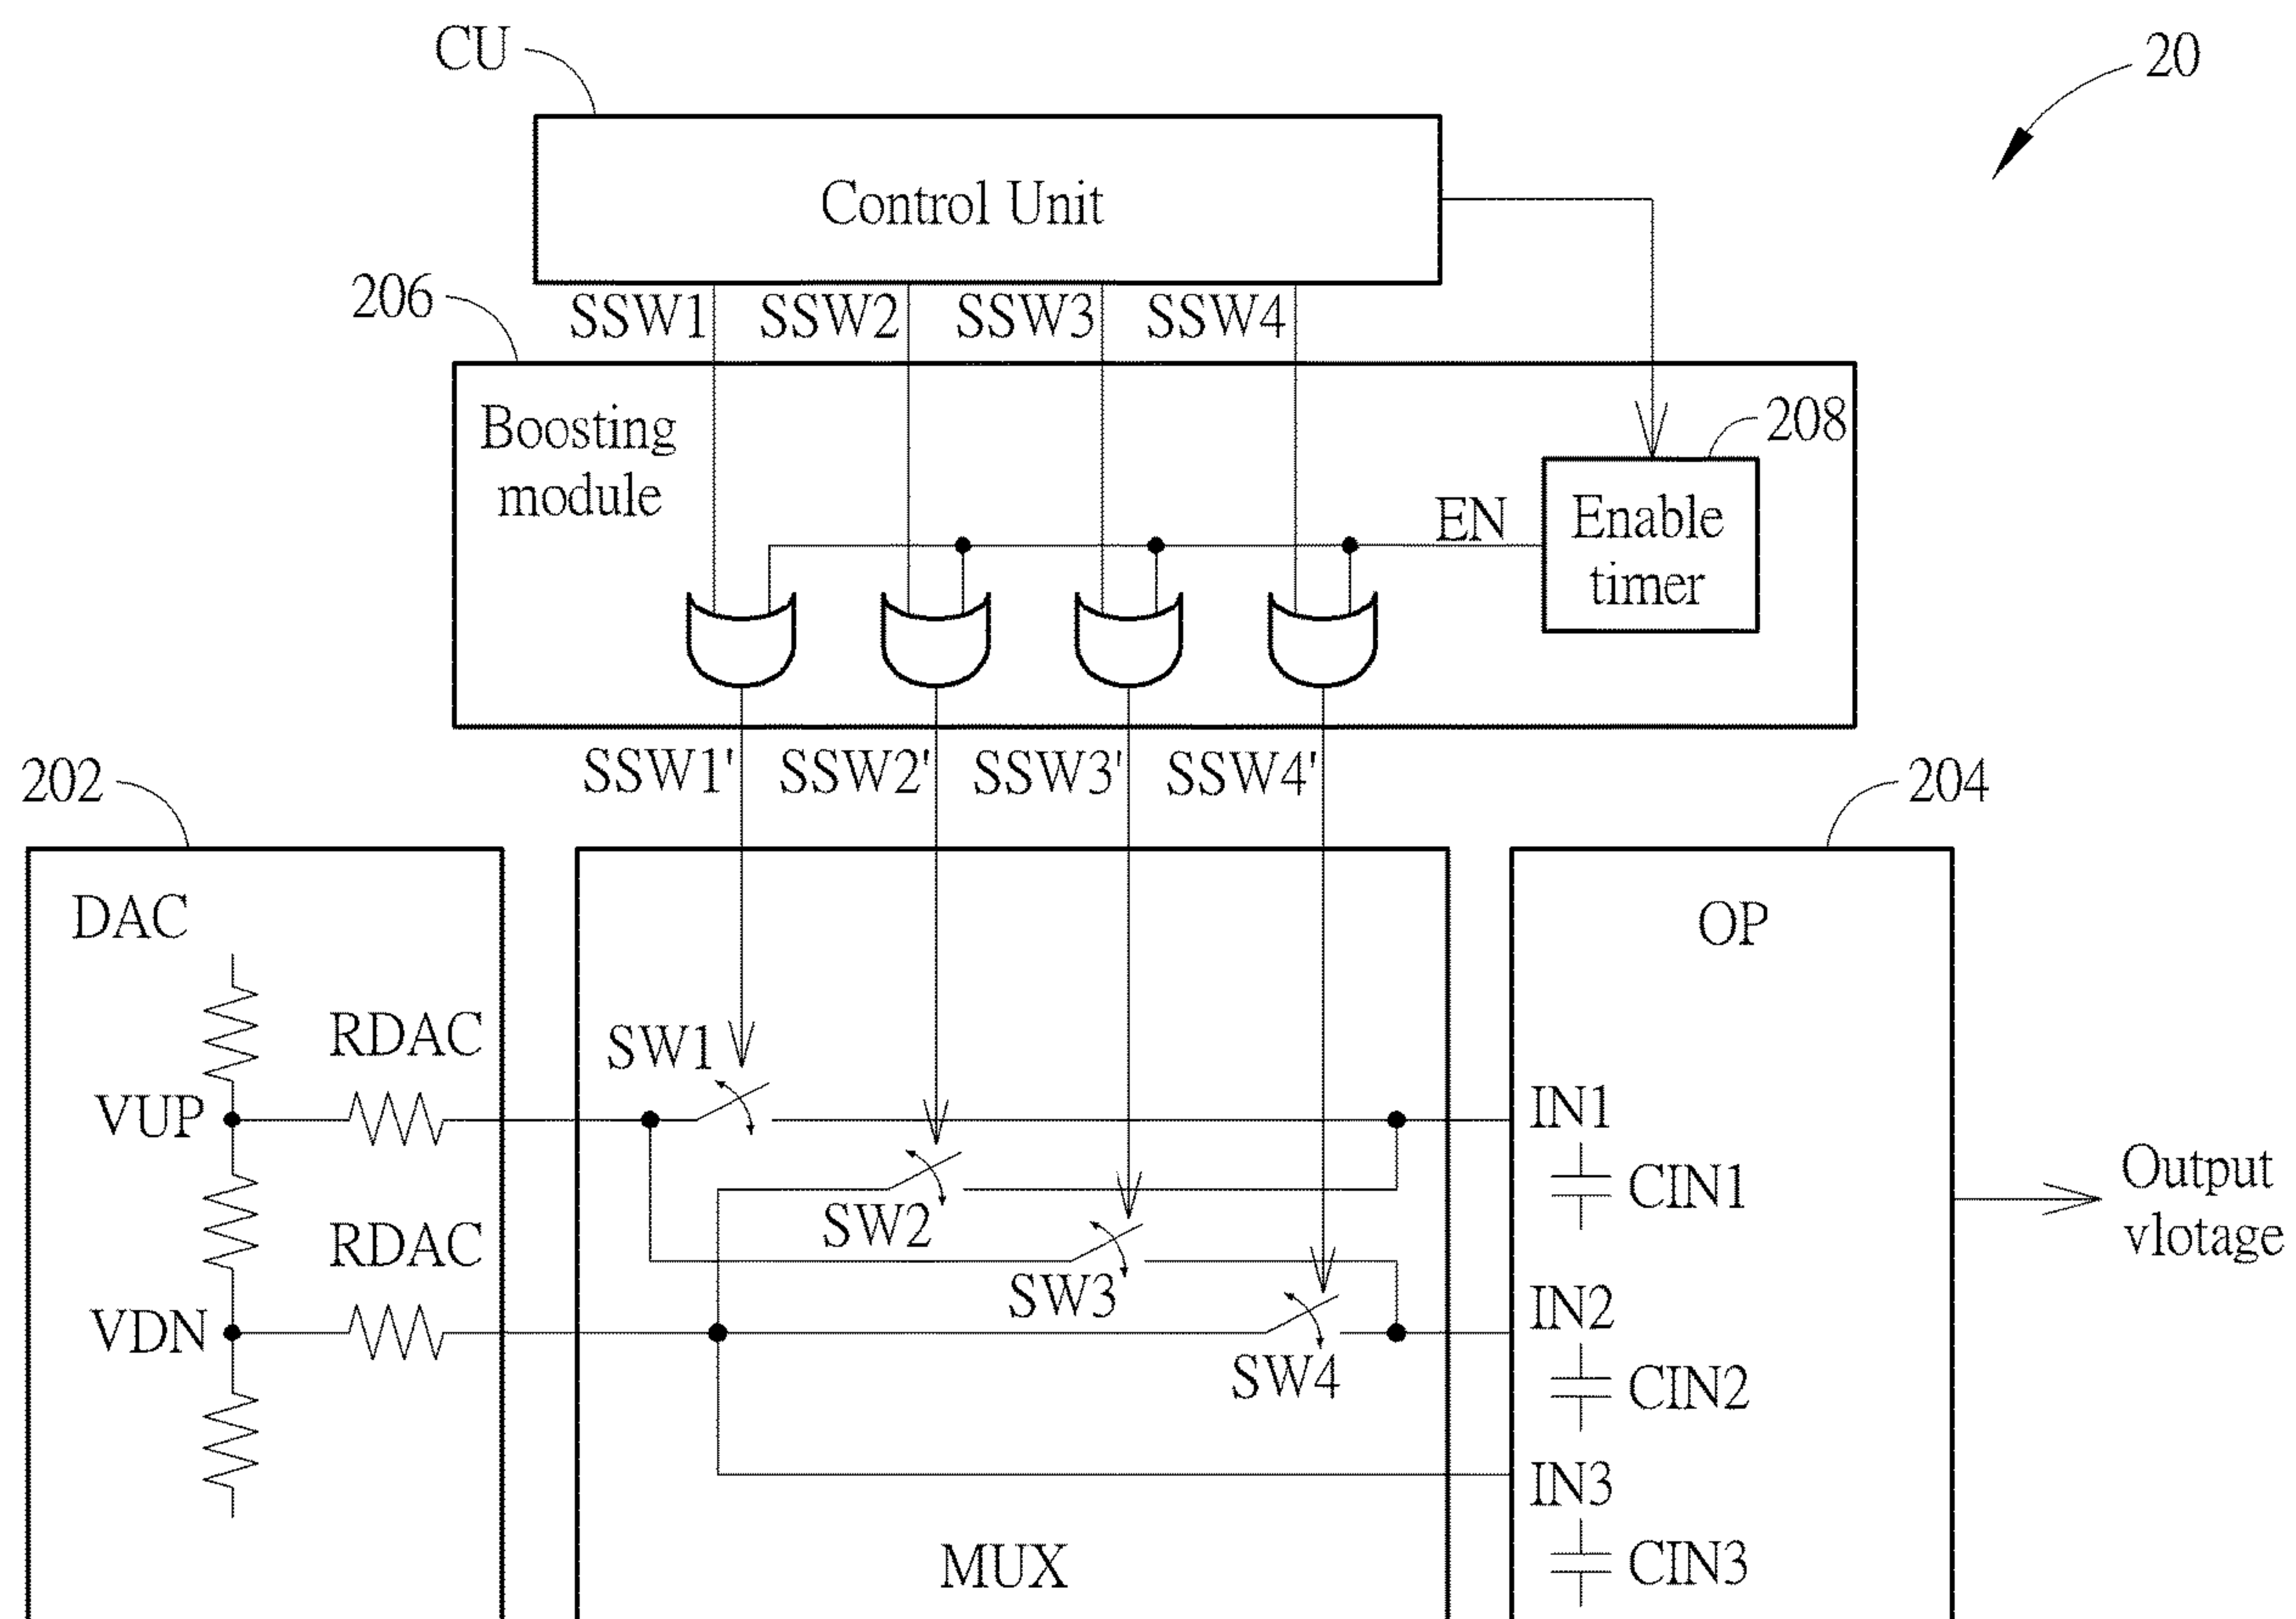 CU
20
Control Unit
206
SSW1
SSW2
SSW3
SSW4
Boosting
module
208
EN
Enable
timer
SSW1'
SSW2'
SSW3'
SSW4'
202
204
DAC
OP
RDAC
SW1
VUP
IN1
CIN1
SW2
Output
vlotage
RDAC
SW3
VDN
IN2
SW4
CIN2
IN3
MUX
CIN3